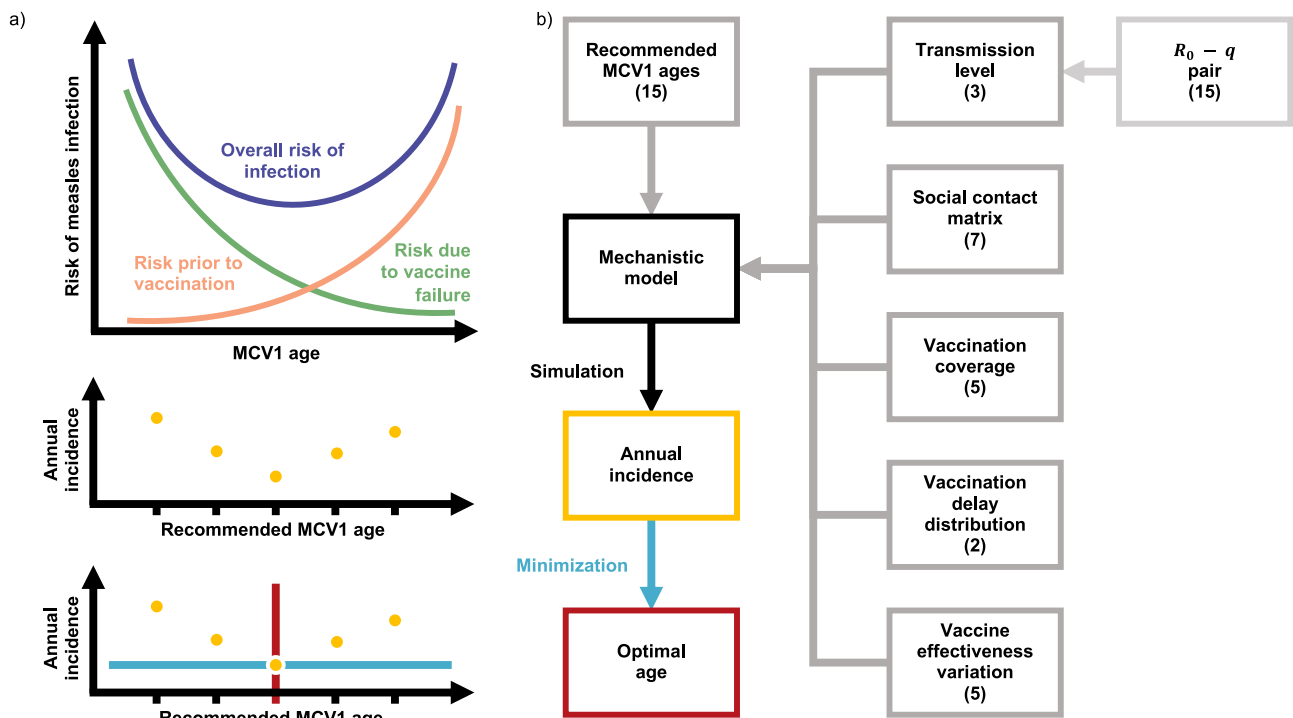 a)
Risk of measles infection
Overall risk of
infection
Risk prior to
vaccination
Risk due
to vaccine
failure
MCV1 age
Annual
incidence
Recommended MCV1 age
Annual
incidence
Recommended MCV1 age
b)
Recommended
MCV1 ages
(15)
Mechanistic
model
Simulation
Annual
incidence
Minimization
Optimal
age
Transmission
level
(3)
R₀ − q
pair
(15)
Social contact
matrix
(7)
Vaccination
coverage
(5)
Vaccination
delay
distribution
(2)
Vaccine
effectiveness
variation
(5)